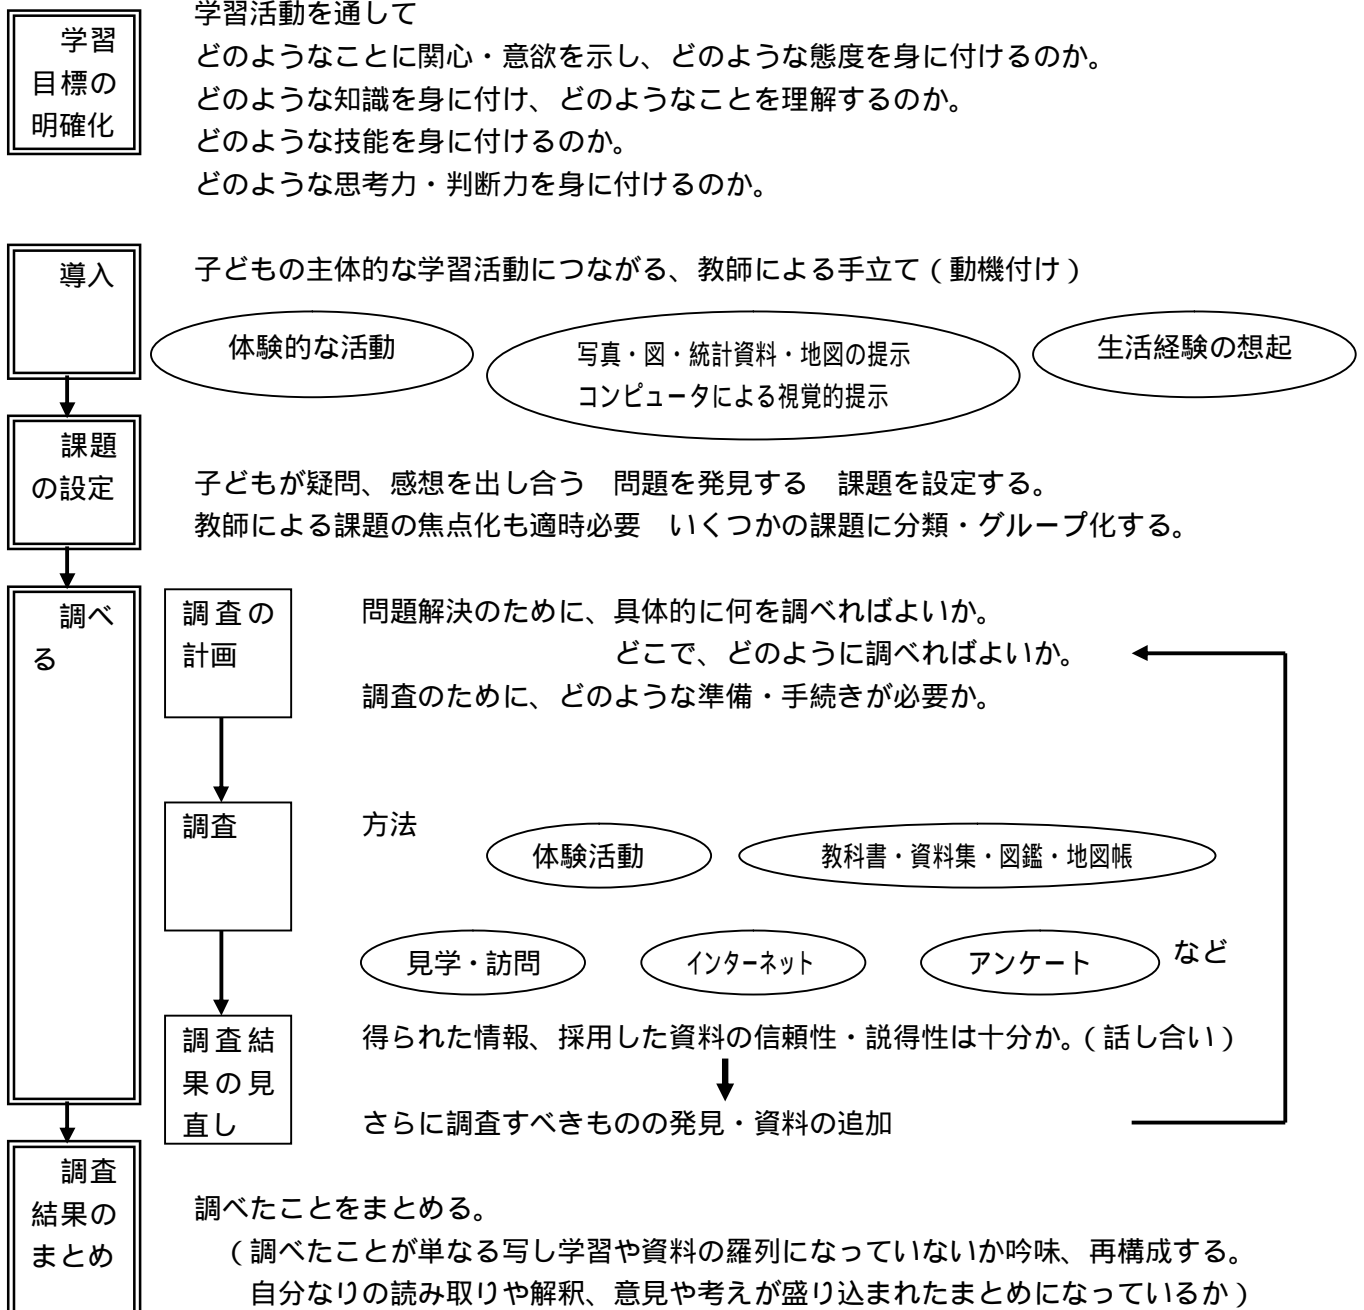 学習
目標の
明確化
学習活動を通して
どのようなことに関心・意欲を示し、どのような態度を身に付けるのか。
どのような知識を身に付け、どのようなことを理解するのか。
どのような技能を身に付けるのか。
どのような思考力・判断力を身に付けるのか。
導入
子どもの主体的な学習活動につながる、教師による手立て(動機付け)
体験的な活動
写真・図・統計資料・地図の提示
コンピュータによる視覚的提示
生活経験の想起
課題
の設定
子どもが疑問、感想を出し合う　問題を発見する　課題を設定する。
教師による課題の焦点化も適時必要　いくつかの課題に分類・グループ化する。
調べ
る
調査の
計画
問題解決のために、具体的に何を調べればよいか。
どこで、どのように調べればよいか。
調査のために、どのような準備・手続きが必要か。
調査
方法
体験活動
教科書・資料集・図鑑・地図帳
見学・訪問
インターネット
アンケート
など
調査結
果の見
直し
得られた情報、採用した資料の信頼性・説得性は十分か。(話し合い)
さらに調査すべきものの発見・資料の追加
調査
結果の
まとめ
調べたことをまとめる。
(調べたことが単なる写し学習や資料の羅列になっていないか吟味、再構成する。
自分なりの読み取りや解釈、意見や考えが盛り込まれたまとめになっているか)